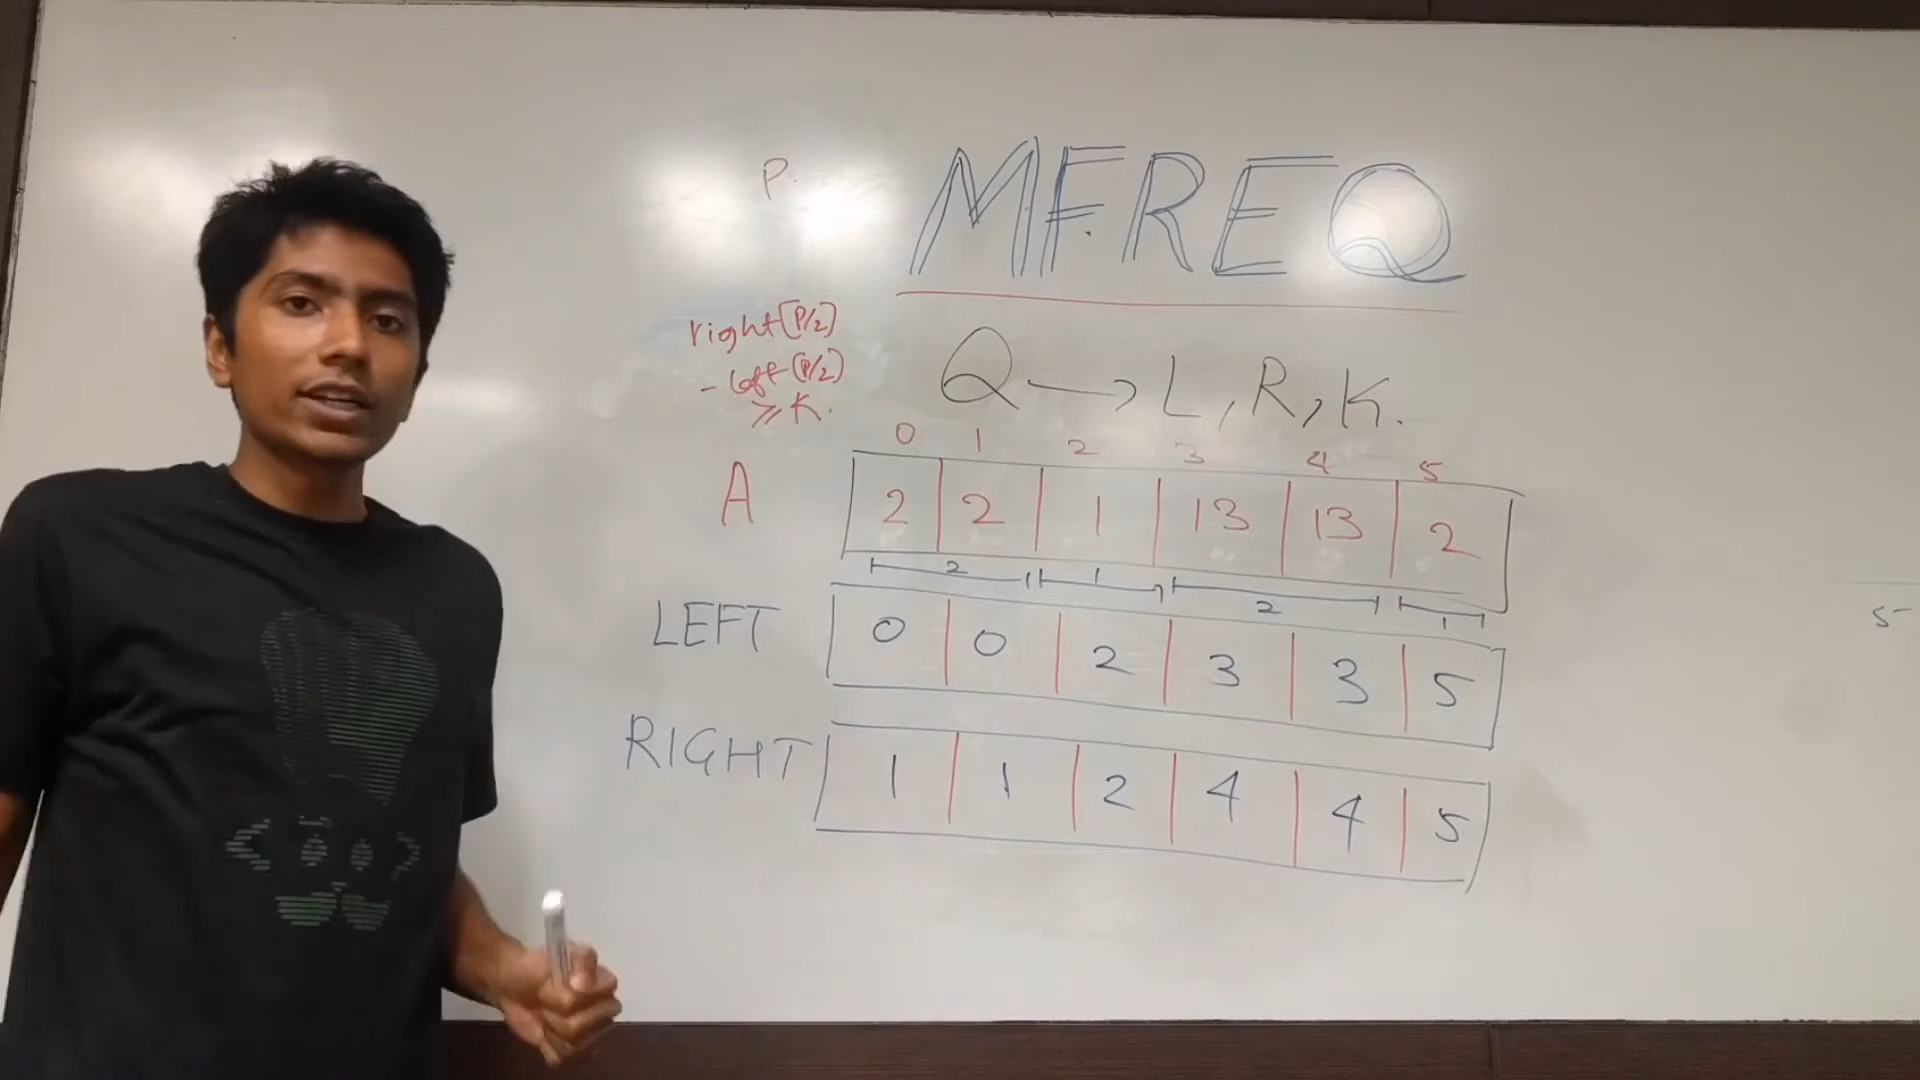 P.
MFREQ
right[P/2]
- left[P/2]
≥ K.
Q → L, R, K.
0 1 2 3 4 5
A 2 2 1 13 13 2
2 1 2 1
LEFT 0 0 2 3 3 5
RIGHT 1 1 2 4 4 5
5